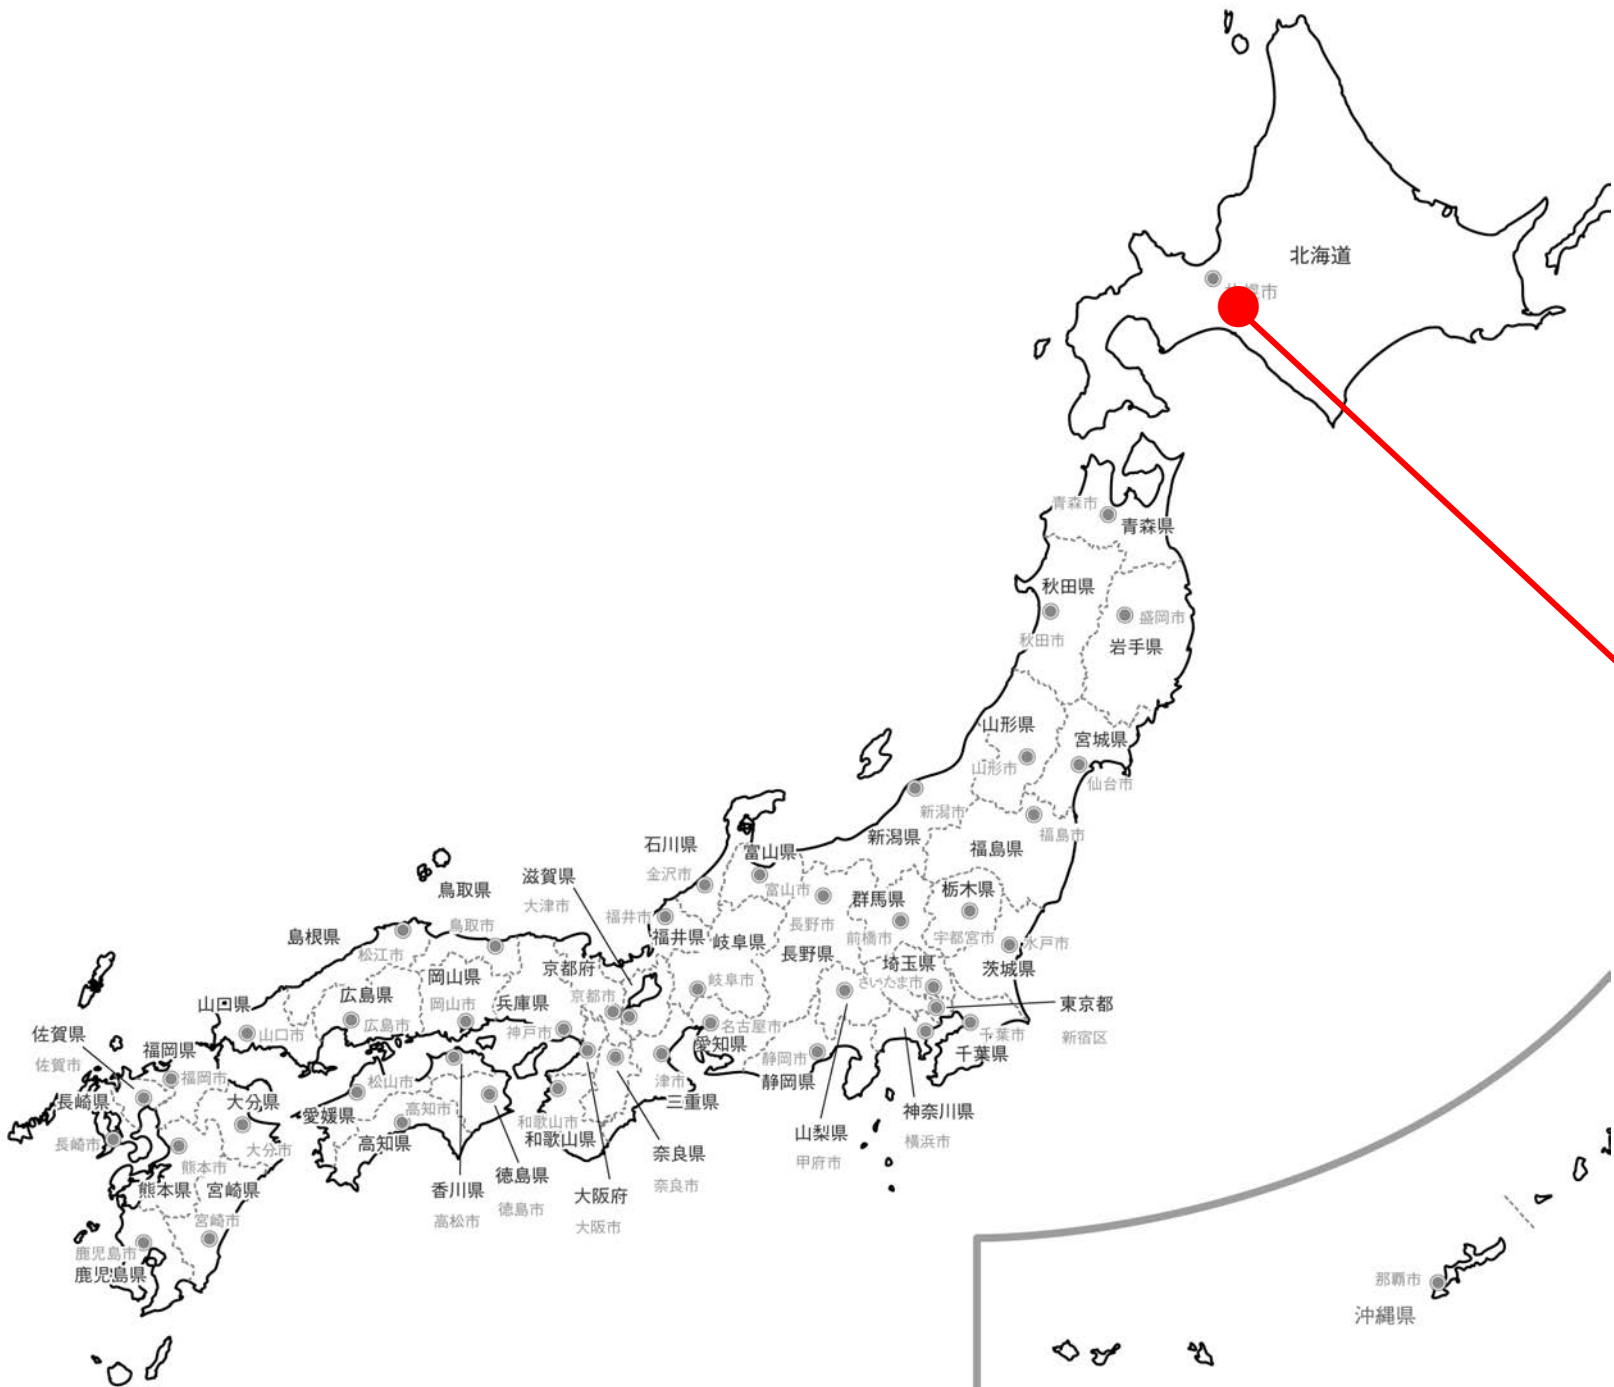 北海道
青森市
青森県
秋田県
秋田市
盛岡市
岩手県
山形県
山形市
宮城県
仙台市
新潟市
新潟県
福島市
福島県
石川県
金沢市
富山県
富山市
滋賀県
大津市
鳥取県
鳥取市
島根県
松江市
福井市
福井県
岐阜県
岐阜市
長野市
長野県
群馬県
前橋市
栃木県
宇都宮市
水戸市
茨城県
埼玉県
さいたま市
東京都
新宿区
千葉市
千葉県
神奈川県
横浜市
山梨県
甲府市
静岡市
静岡県
名古屋市
愛知県
津市
三重県
京都府
京都市
兵庫県
神戸市
岡山県
岡山市
広島県
広島市
山口県
山口市
佐賀県
佐賀市
福岡県
福岡市
長崎県
長崎市
大分県
大分市
熊本市
熊本県
宮崎県
宮崎市
鹿児島市
鹿児島県
愛媛県
松山市
高知市
高知県
香川県
高松市
徳島県
徳島市
和歌山市
和歌山県
大阪府
大阪市
奈良県
奈良市
那覇市
沖縄県